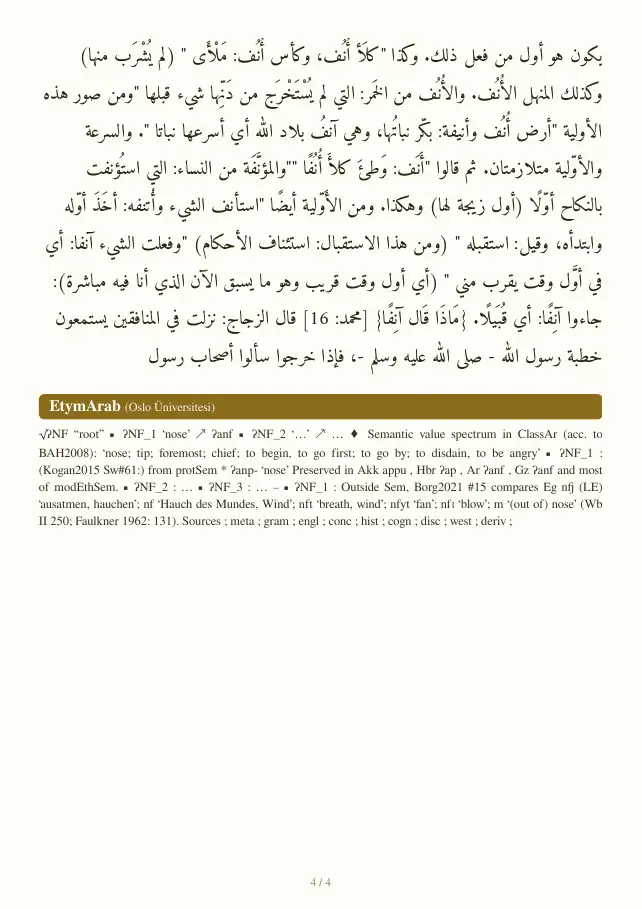 يكون هو أول من فعل ذلك. وكذا "كلَأ أُنُف، وكأس أُنُف: مَلْأَى " (لم يُشْرَب منها)
وكذلك المنهل الأُنُف. والأُنُف من الخَمر: التي لم يُسْتَخْرَج من دَنِّها شيء قبلها "ومن صور هذه
الأولية "أرض أُنُف وأنيفة: بكّر نباتُها، وهي آنفُ بلاد الله أي أسرعها نباتا ". والسرعة
والأوّلية متلازمتان. ثم قالوا "أَنَف: وَطئَ كلأَ أُنُفًا ""والمؤنَّفَة من النساء: التي استُؤنفت
بالنكاح أوّلًا (أول زيجة لها) وهكذا. ومن الأَوّلية أيضًا "استأنف الشيء وأْتنفه: أخَذَ أوّله
وابتدأه، وقيل: استقبله " (ومن هذا الاستقبال: استئناف الأحكام) "وفعلت الشيء آنفا: أي
في أوَّل وقت يقرب مني " (أي أول وقت قريب وهو ما يسبق الآن الذي أنا فيه مباشرة):
جاءوا آنِفًا: أي قُبَيلًا. {مَاذَا قَال آنِفًا} [محمد: 16] قال الزجاج: نزلت في المنافقين يستمعون
خطبة رسول الله - صلى الله عليه وسلم -، فإذا خرجوا سألوا أصحاب رسول
EtymArab (Oslo Üniversitesi)
√ʔNF “root” ▪ ʔNF_1 ‘nose’ ↗ ʔanf ▪ ʔNF_2 ‘…’ ↗ … ♦ Semantic value spectrum in ClassAr (acc. to
BAH2008): ‘nose; tip; foremost; chief; to begin, to go first; to go by; to disdain, to be angry’ ▪ ʔNF_1 :
(Kogan2015 Sw#61:) from protSem * ʔanp- ‘nose’ Preserved in Akk appu , Hbr ʔap , Ar ʔanf , Gz ʔanf and most
of modEthSem. ▪ ʔNF_2 : … ▪ ʔNF_3 : … – ▪ ʔNF_1 : Outside Sem, Borg2021 #15 compares Eg nfj (LE)
‘ausatmen, hauchen’; nf ‘Hauch des Mundes, Wind’; nft ‘breath, wind’; nfyt ‘fan’; nfꜣ ‘blow’; m ‘(out of) nose’ (Wb
II 250; Faulkner 1962: 131). Sources ; meta ; gram ; engl ; conc ; hist ; cogn ; disc ; west ; deriv ;
4 / 4